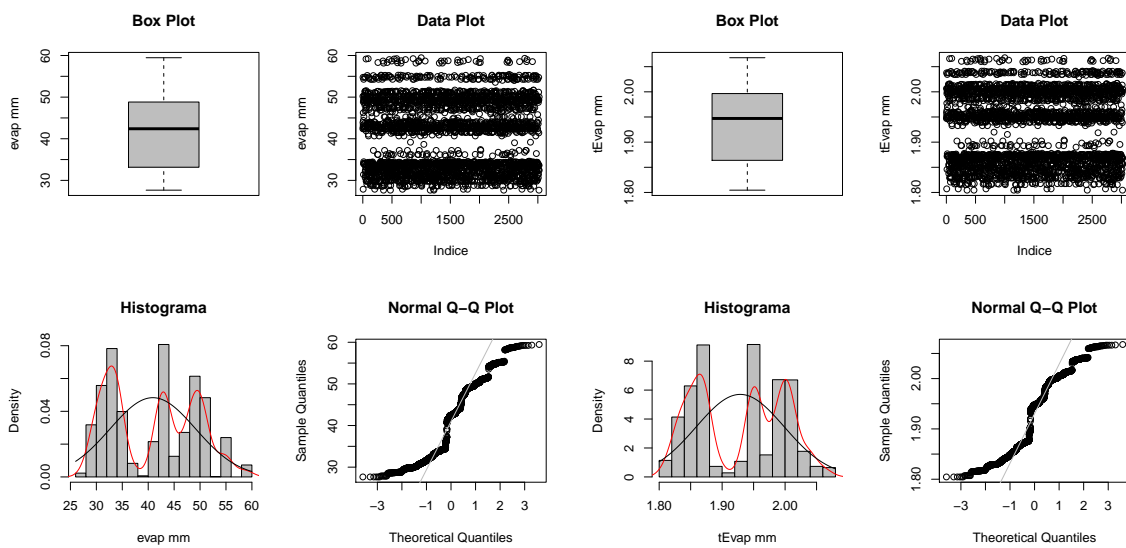 Box Plot
evap mm
30
40
50
60
Data Plot
evap mm
30
40
50
60
0
500
1500
2500
Indice
Box Plot
tEvap mm
1.80
1.90
2.00
Data Plot
tEvap mm
1.80
1.90
2.00
0
500
1500
2500
Indice
Histograma
Density
0.00
0.04
0.08
25
30
35
40
45
50
55
60
evap mm
Normal Q−Q Plot
Sample Quantiles
30
40
50
60
−3
−2
−1
0
1
2
3
Theoretical Quantiles
Histograma
Density
0
2
4
6
8
1.80
1.90
2.00
tEvap mm
Normal Q−Q Plot
Sample Quantiles
1.80
1.90
2.00
−3
−2
−1
0
1
2
3
Theoretical Quantiles